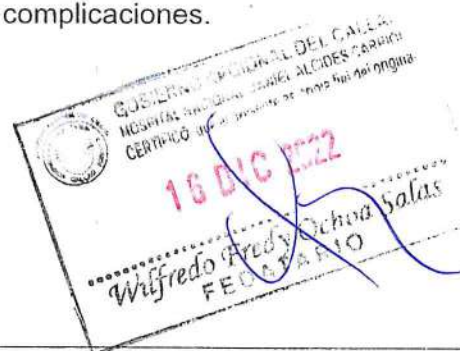 complicaciones.
GOBIERNO REGIONAL DEL CALLAO
HOSPITAL NACIONAL DANIEL ALCIDES CARRION
CERTIFICO que el presente es copia fiel del original
16 DIC 2022
Wilfredo Fredy Ochoa Salas
FEDATARIO